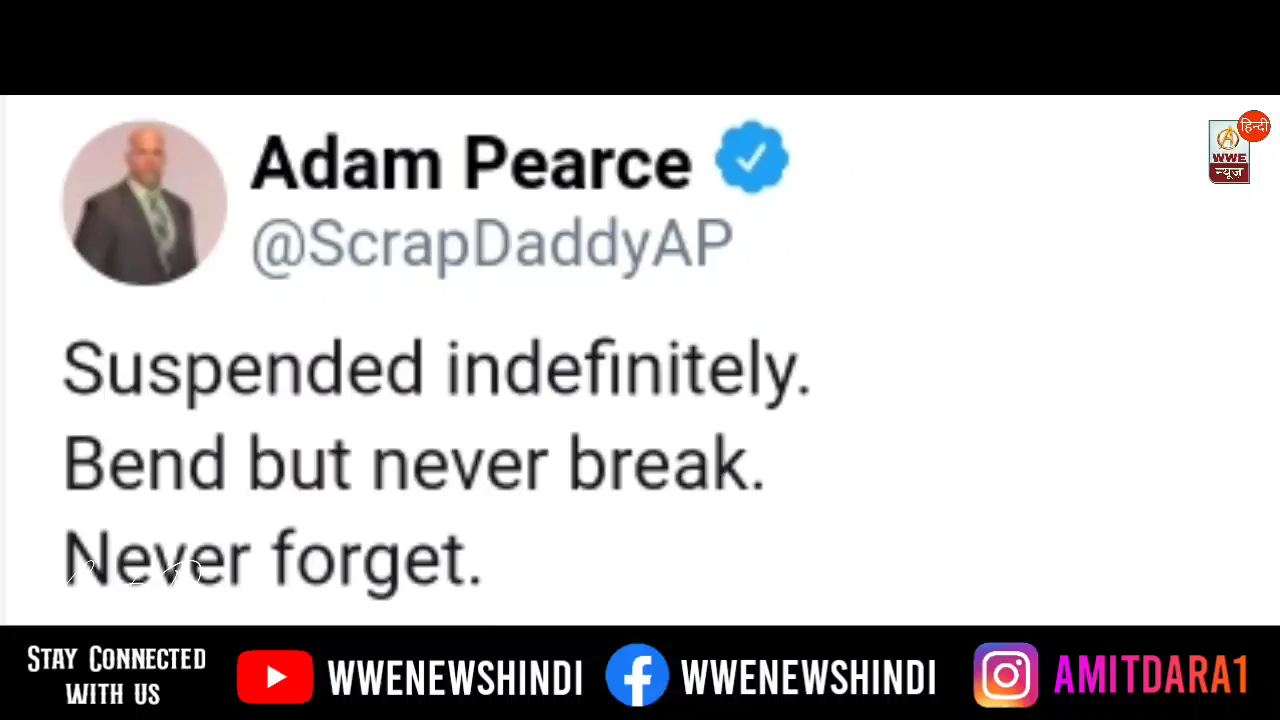 Adam Pearce
@ScrapDaddyAP
हिन्दी
WWE
न्यूज़
Suspended indefinitely.
Bend but never break.
Never forget.
STAY CONNECTED
WITH US
WWENEWSHINDI
WWENEWSHINDI
AMITDARA1